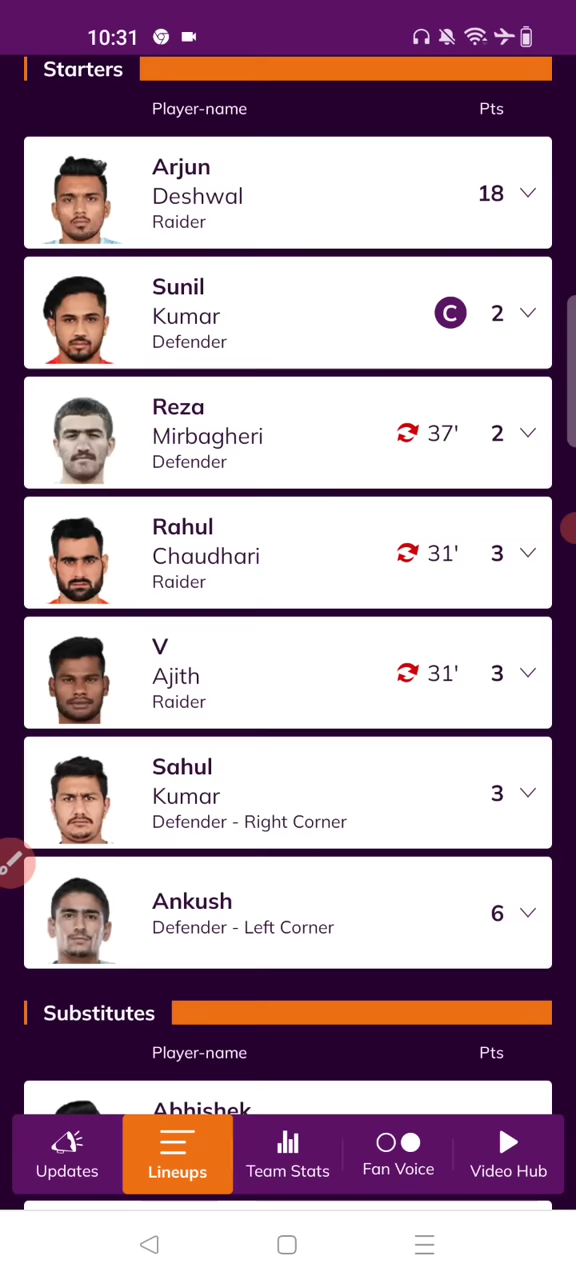 10:31
Starters
Player-name Pts
Arjun
Deshwal
Raider
18
Sunil
Kumar
Defender
C 2
Reza
Mirbagheri
Defender
37' 2
Rahul
Chaudhari
Raider
31' 3
V
Ajith
Raider
31' 3
Sahul
Kumar
Defender - Right Corner
3
Ankush
Defender - Left Corner
6
Substitutes
Player-name Pts
Abhishek
Updates Lineups Team Stats Fan Voice Video Hub